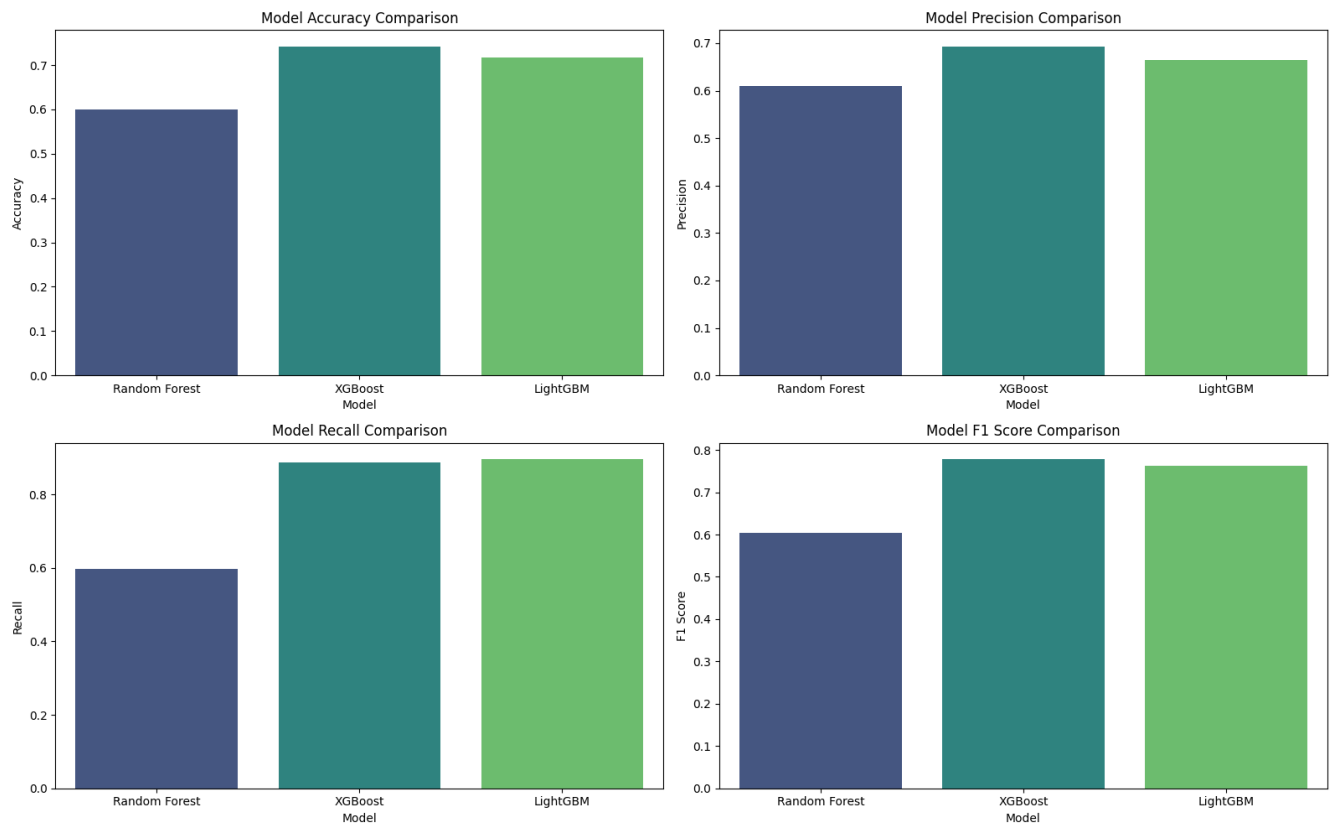 Model Accuracy Comparison
Accuracy
0.7
0.6
0.5
0.4
0.3
0.2
0.1
0.0
Random Forest XGBoost LightGBM
Model
Model Precision Comparison
Precision
0.7
0.6
0.5
0.4
0.3
0.2
0.1
0.0
Random Forest XGBoost LightGBM
Model
Model Recall Comparison
Recall
0.8
0.6
0.4
0.2
0.0
Random Forest XGBoost LightGBM
Model
Model F1 Score Comparison
F1 Score
0.8
0.7
0.6
0.5
0.4
0.3
0.2
0.1
0.0
Random Forest XGBoost LightGBM
Model